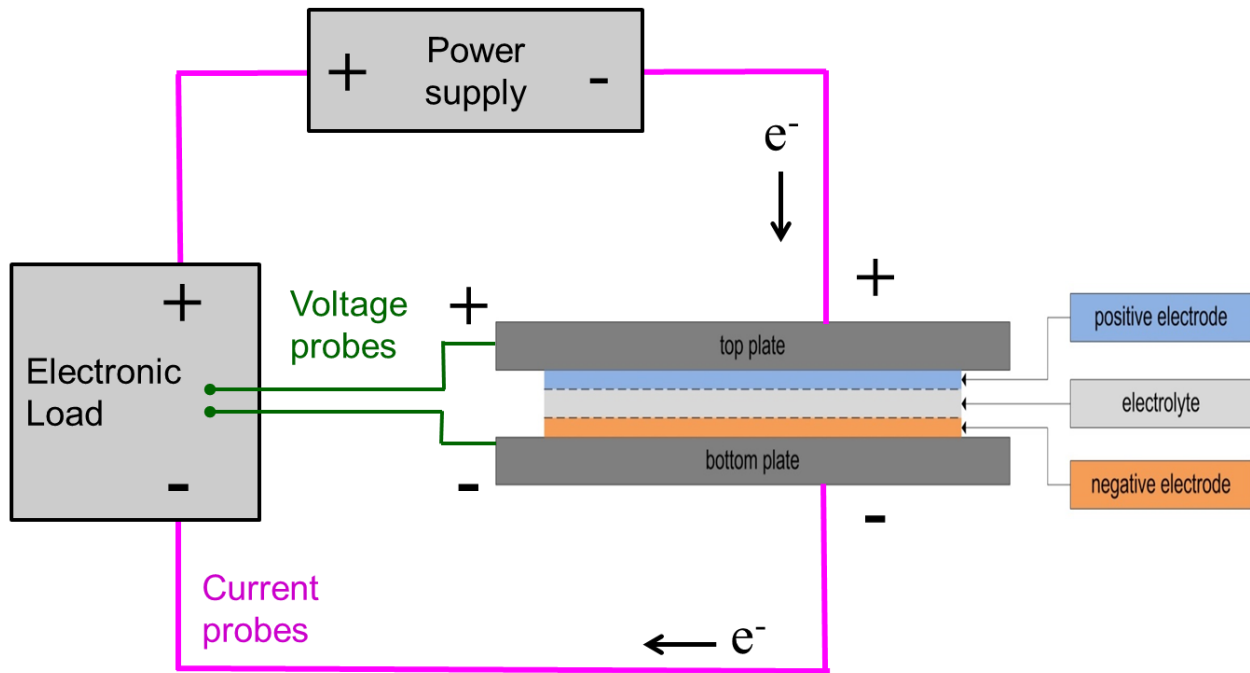 Power
supply
+
-
e-
+
+
Voltage
probes
+
top plate
positive electrode
Electronic
Load
electrolyte
bottom plate
negative electrode
-
-
-
Current
probes
e-